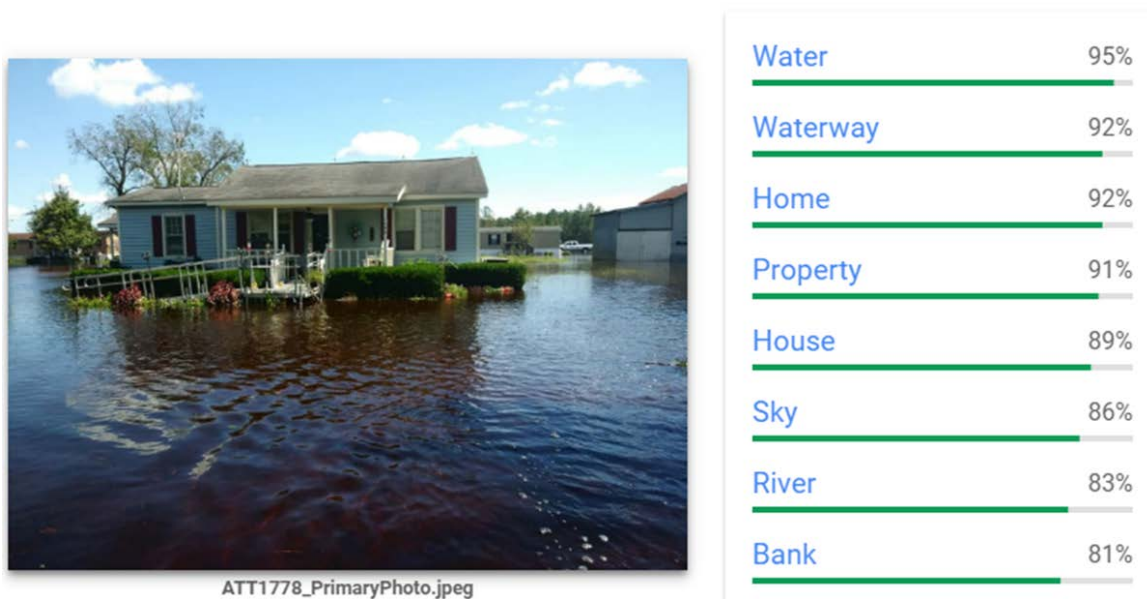 ATT1778_PrimaryPhoto.jpeg
Water 95%
Waterway 92%
Home 92%
Property 91%
House 89%
Sky 86%
River 83%
Bank 81%